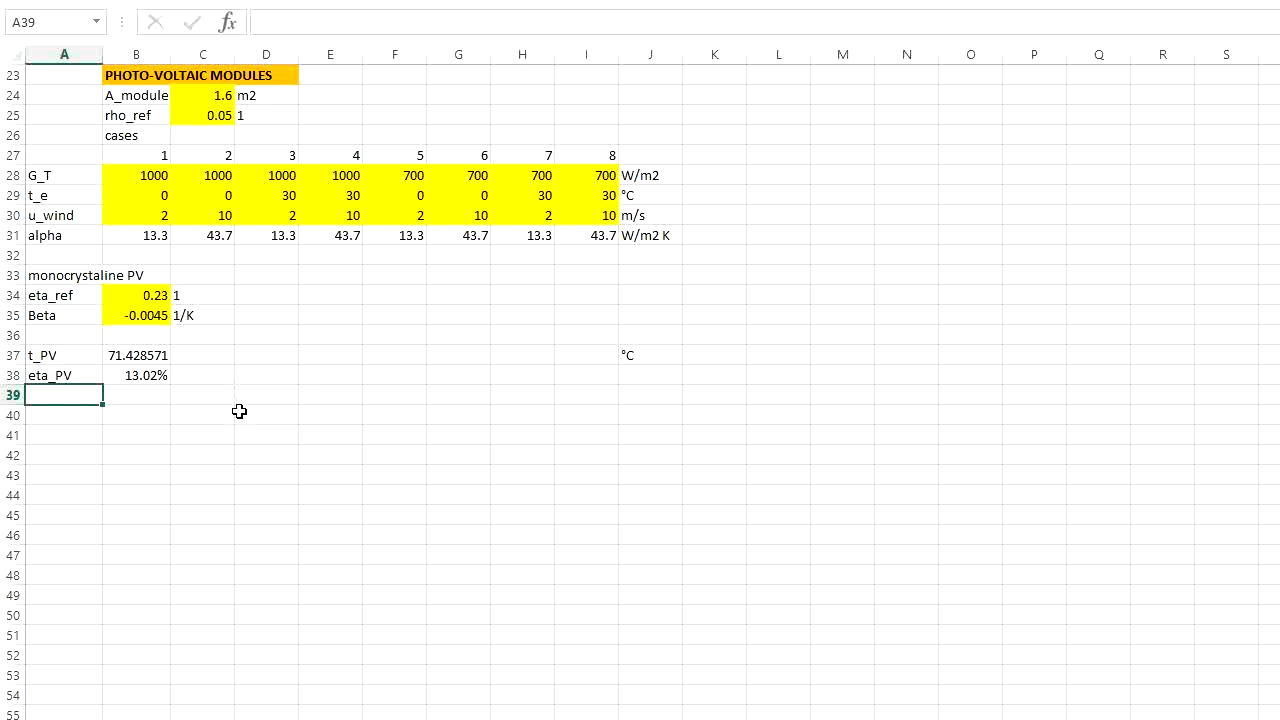 A39
fx
A B C D E F G H I J K L M N O P Q R S
23 PHOTO-VOLTAIC MODULES
24 A_module 1.6 m2
25 rho_ref 0.05 1
26 cases
27 1 2 3 4 5 6 7 8
28 G_T 1000 1000 1000 1000 700 700 700 700 W/m2
29 t_e 0 0 30 30 0 0 30 30 °C
30 u_wind 2 10 2 10 2 10 2 10 m/s
31 alpha 13.3 43.7 13.3 43.7 13.3 43.7 13.3 43.7 W/m2 K
32
33 monocrystaline PV
34 eta_ref 0.23 1
35 Beta -0.0045 1/K
36
37 t_PV 71.428571 °C
38 eta_PV 13.02%
39
40
41
42
43
44
45
46
47
48
49
50
51
52
53
54
55